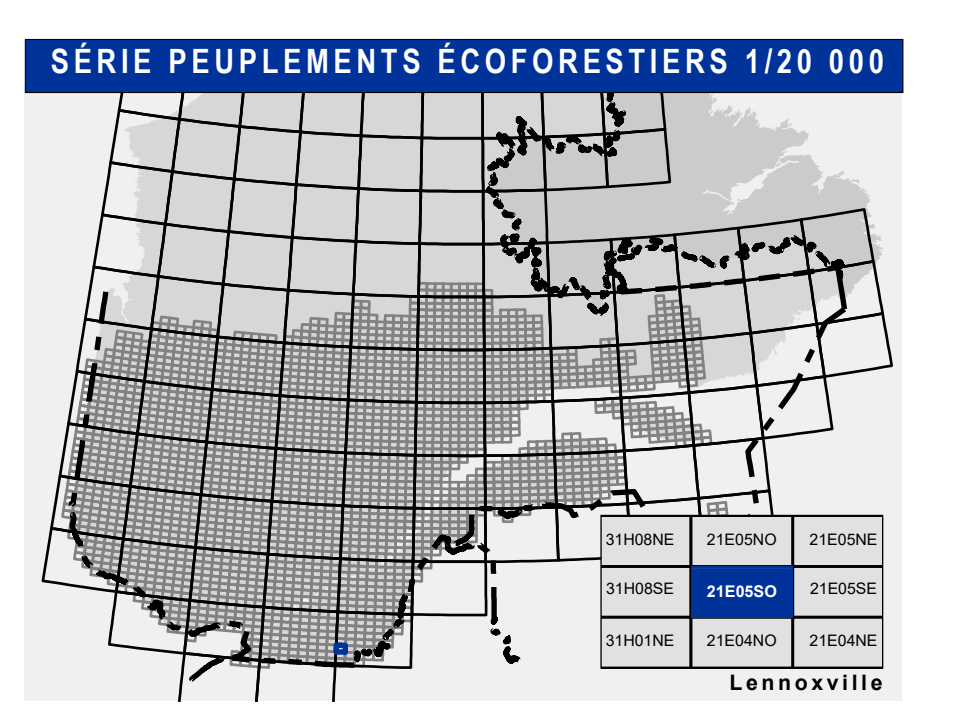 SÉRIE PEUPLEMENTS ÉCOFORESTIERS 1/20 000
31H08NE 21E05NO 21E05NE
31H08SE 21E05SO 21E05SE
31H01NE 21E04NO 21E04NE
Lennoxville